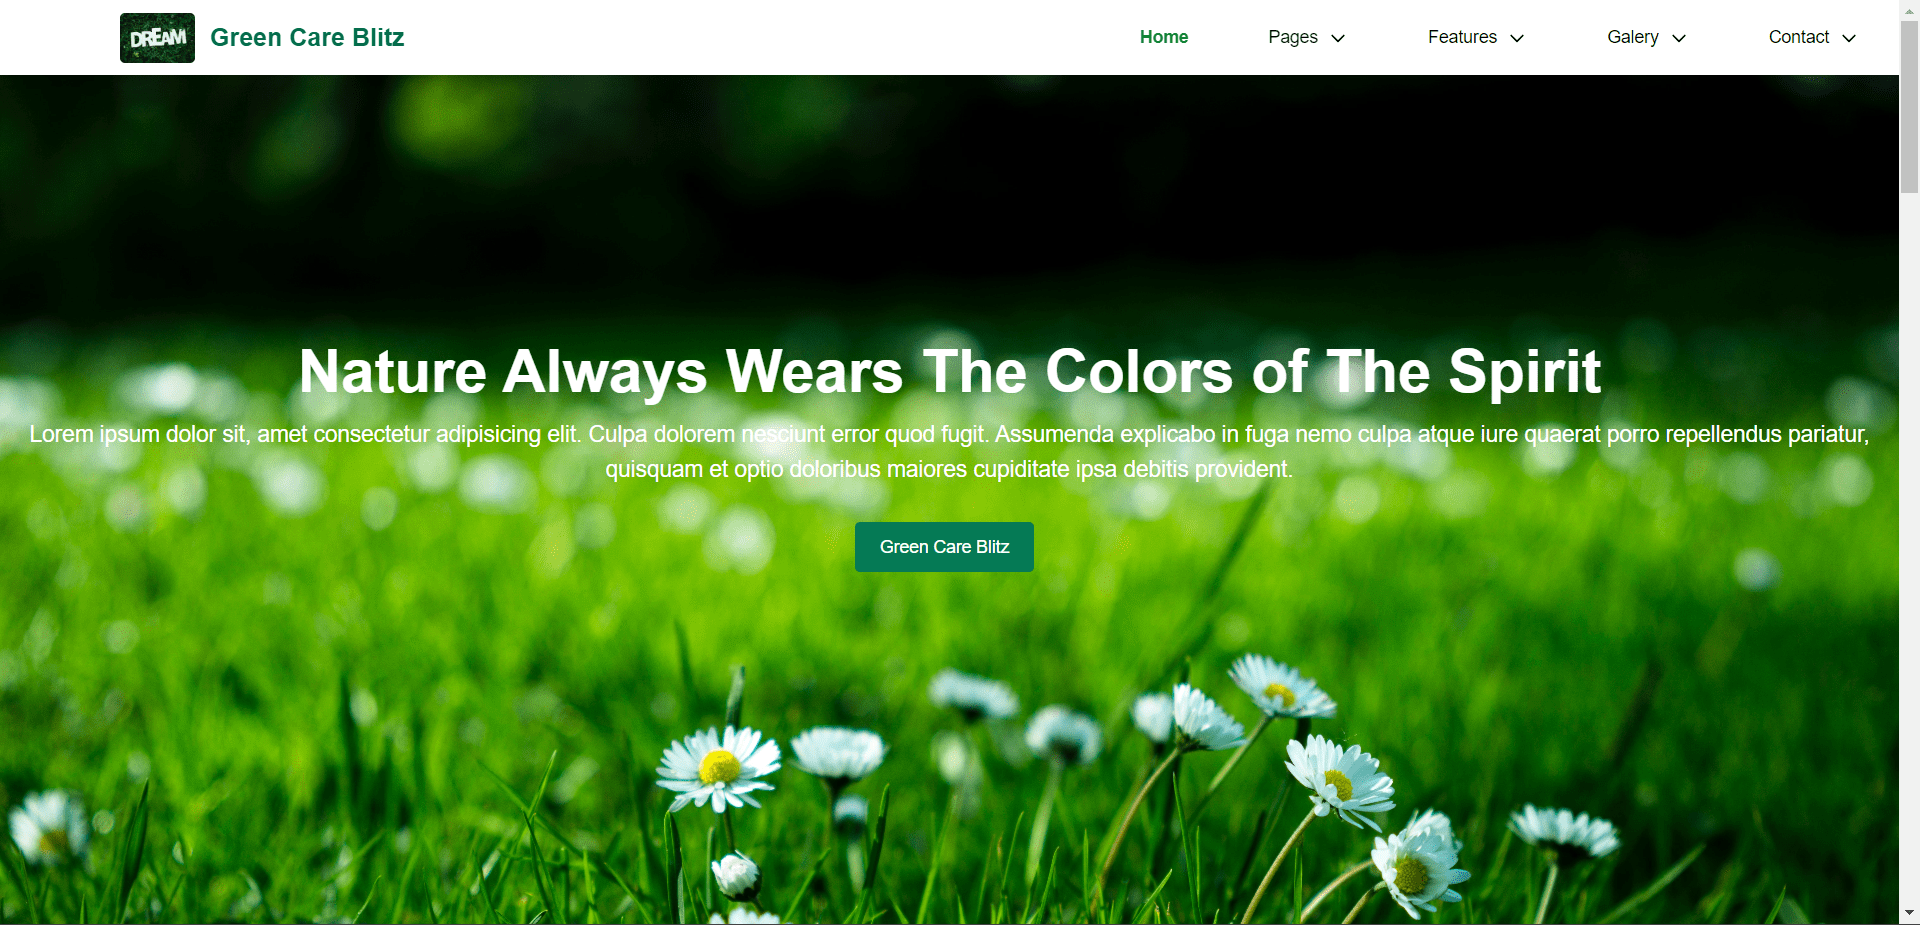 DREAM
Green Care Blitz
Home
Pages
Features
Galery
Contact
Nature Always Wears The Colors of The Spirit
Lorem ipsum dolor sit, amet consectetur adipisicing elit. Culpa dolorem nesciunt error quod fugit. Assumenda explicabo in fuga nemo culpa atque iure quaerat porro repellendus pariatur,
quisquam et optio doloribus maiores cupiditate ipsa debitis provident.
Green Care Blitz